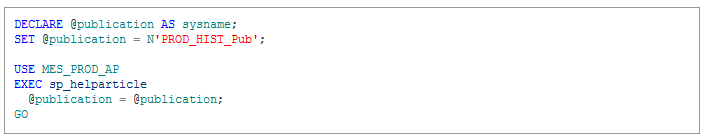 DECLARE @publication AS sysname;
SET @publication = N'PROD_HIST_Pub';
USE MES_PROD_AP
EXEC sp_helparticle
@publication = @publication;
GO